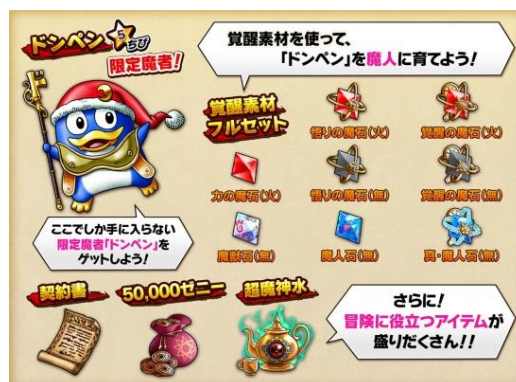 ドンペン 5 ちび
限定魔者!
覚醒素材を使って、
「ドンペン」を魔人に育てよう!
覚醒素材
フルセット
悟りの魔石(火)
覚醒の魔石(火)
力の魔石(火)
悟りの魔石(無)
覚醒の魔石(無)
魔獣石(無)
魔人石(無)
真・魔人石(無)
ここでしか手に入らない
限定魔者「ドンペン」を
ゲットしよう!
契約書
50,000ゼニー
超魔神水
さらに!
冒険に役立つアイテムが
盛りだくさん!!